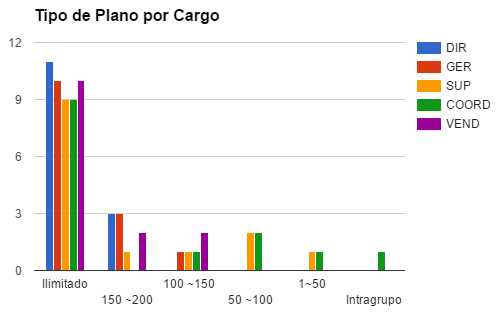 Tipo de Plano por Cargo
12
9
6
3
0
DIR
GER
SUP
COORD
VEND
Ilimitado
150 ~200
100 ~150
50 ~100
1~50
Intragrupo